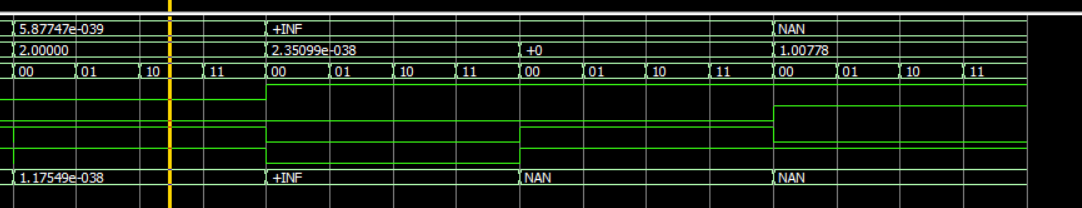 5.87747e-039 +INF NAN
2.00000 2.35099e-038 +0 1.00778
00 01 10 11 00 01 10 11 00 01 10 11 00 01 10 11
1.17549e-038 +INF NAN NAN